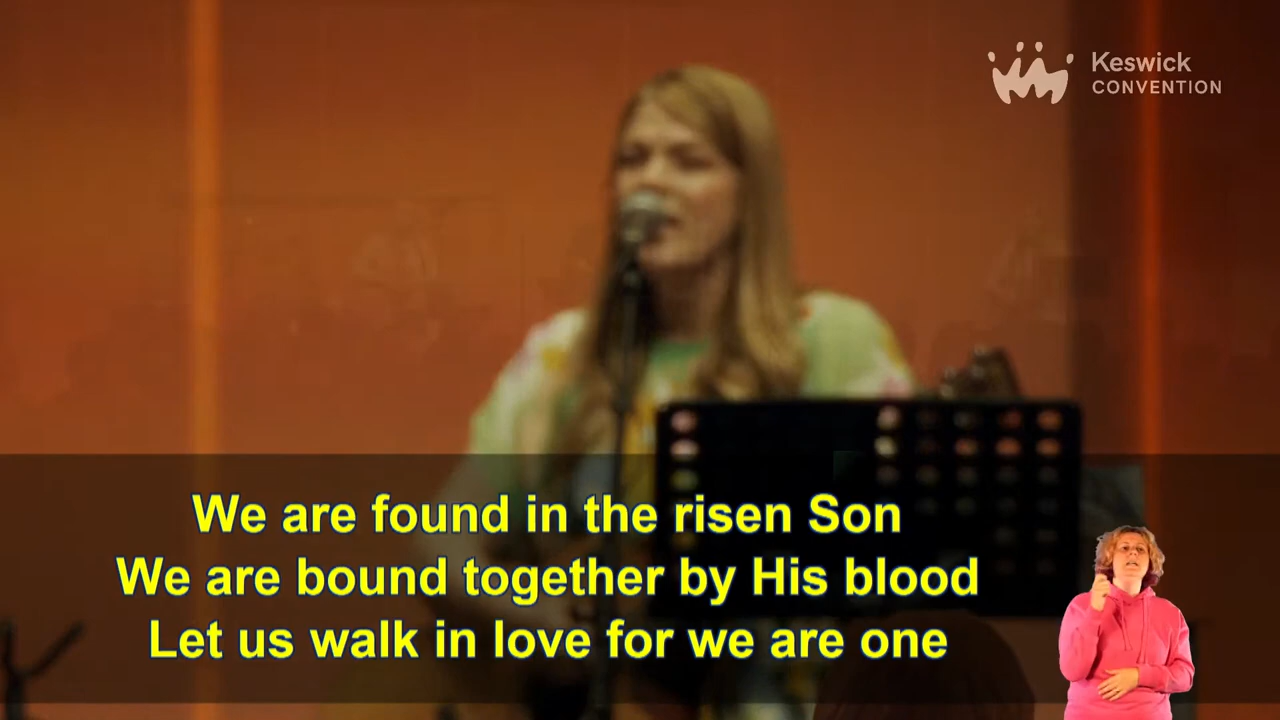 Keswick
CONVENTION
We are found in the risen Son
We are bound together by His blood
Let us walk in love for we are one